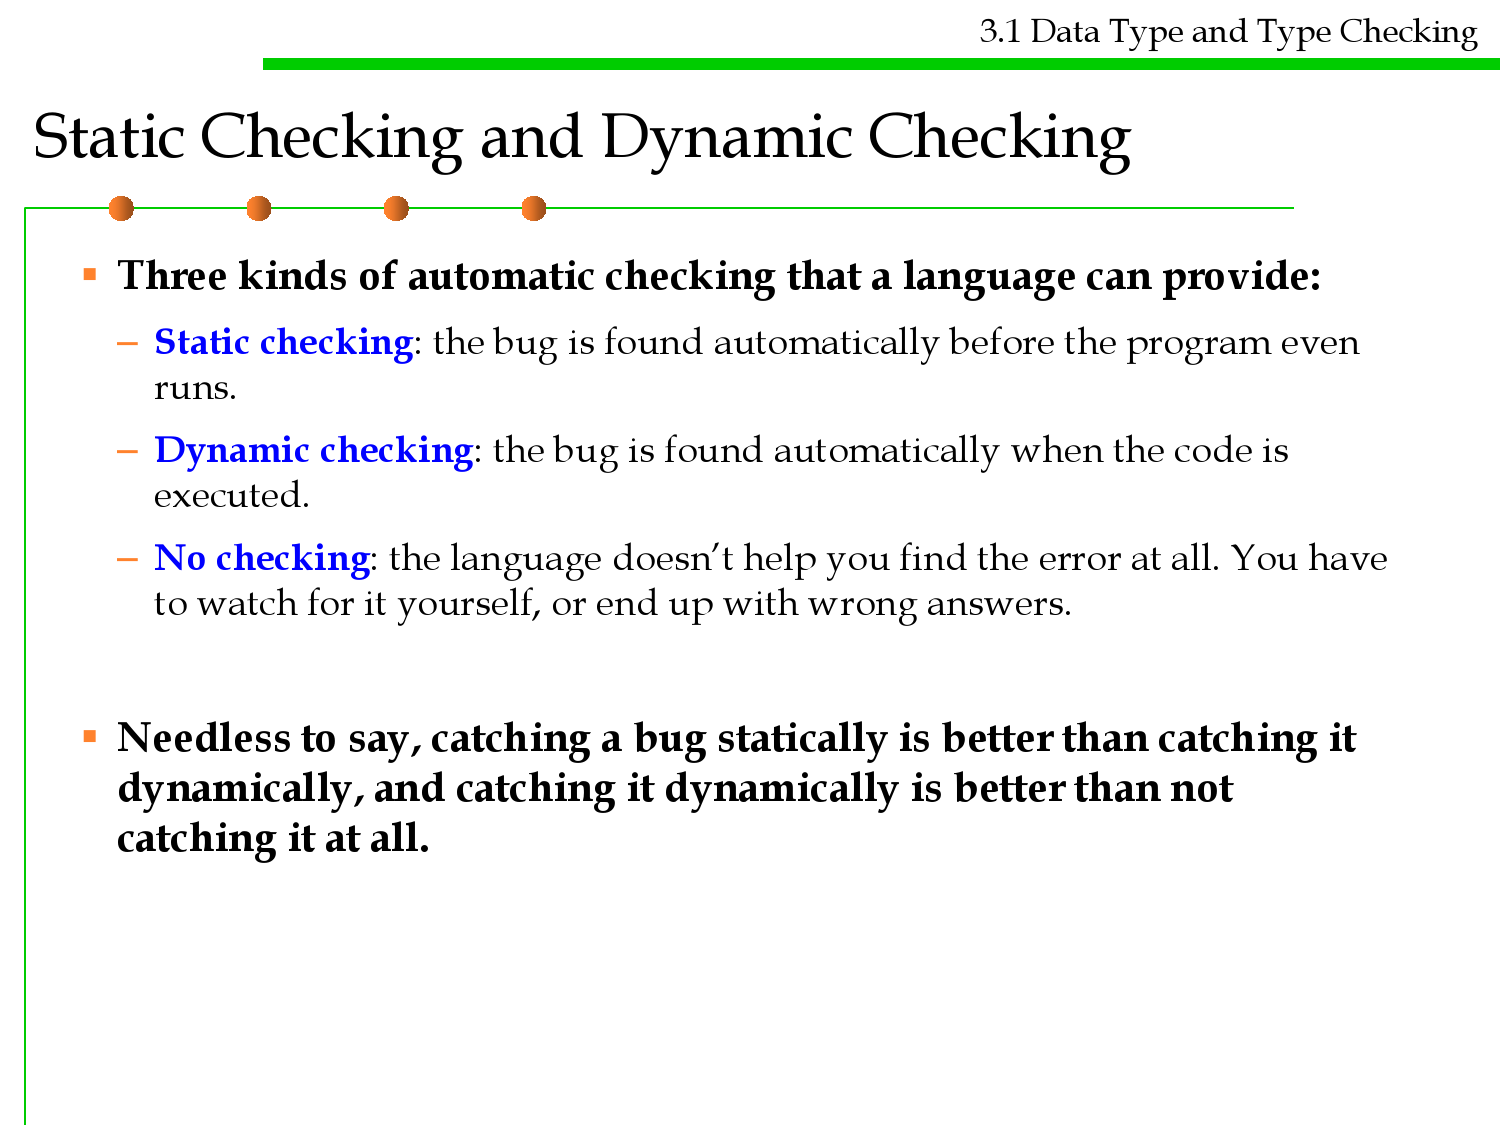 3.1 Data Type and Type Checking
Static Checking and Dynamic Checking
▪ Three kinds of automatic checking that a language can provide:
– Static checking: the bug is found automatically before the program even
runs.
– Dynamic checking: the bug is found automatically when the code is
executed.
– No checking: the language doesn’t help you find the error at all. You have
to watch for it yourself, or end up with wrong answers.
▪ Needless to say, catching a bug statically is better than catching it
dynamically, and catching it dynamically is better than not
catching it at all.